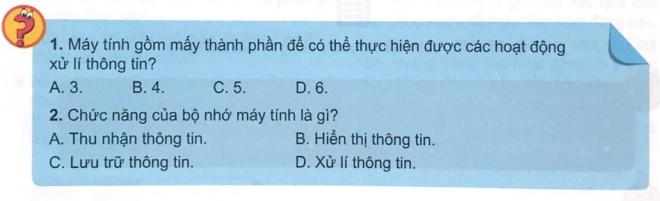 1. Máy tính gồm mấy thành phần để có thể thực hiện được các hoạt động
xử lí thông tin?
A. 3. B. 4. C. 5. D. 6.
2. Chức năng của bộ nhớ máy tính là gì?
A. Thu nhận thông tin. B. Hiển thị thông tin.
C. Lưu trữ thông tin. D. Xử lí thông tin.